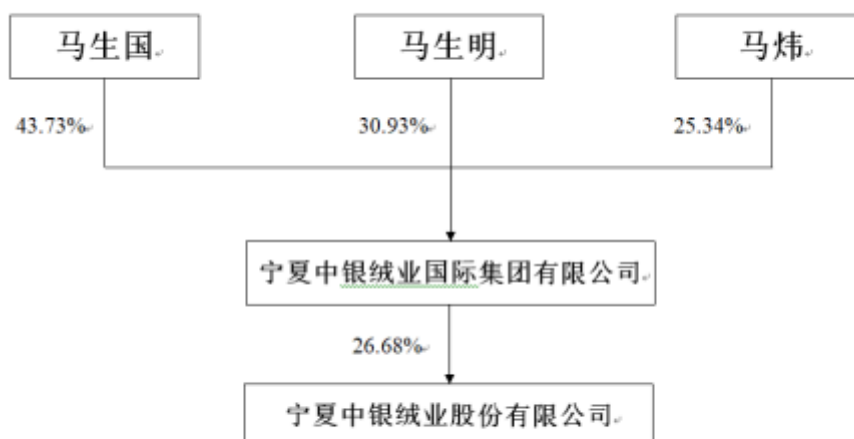 马生国
马生明
马炜
43.73%
30.93%
25.34%
宁夏中银绒业国际集团有限公司
26.68%
宁夏中银绒业股份有限公司